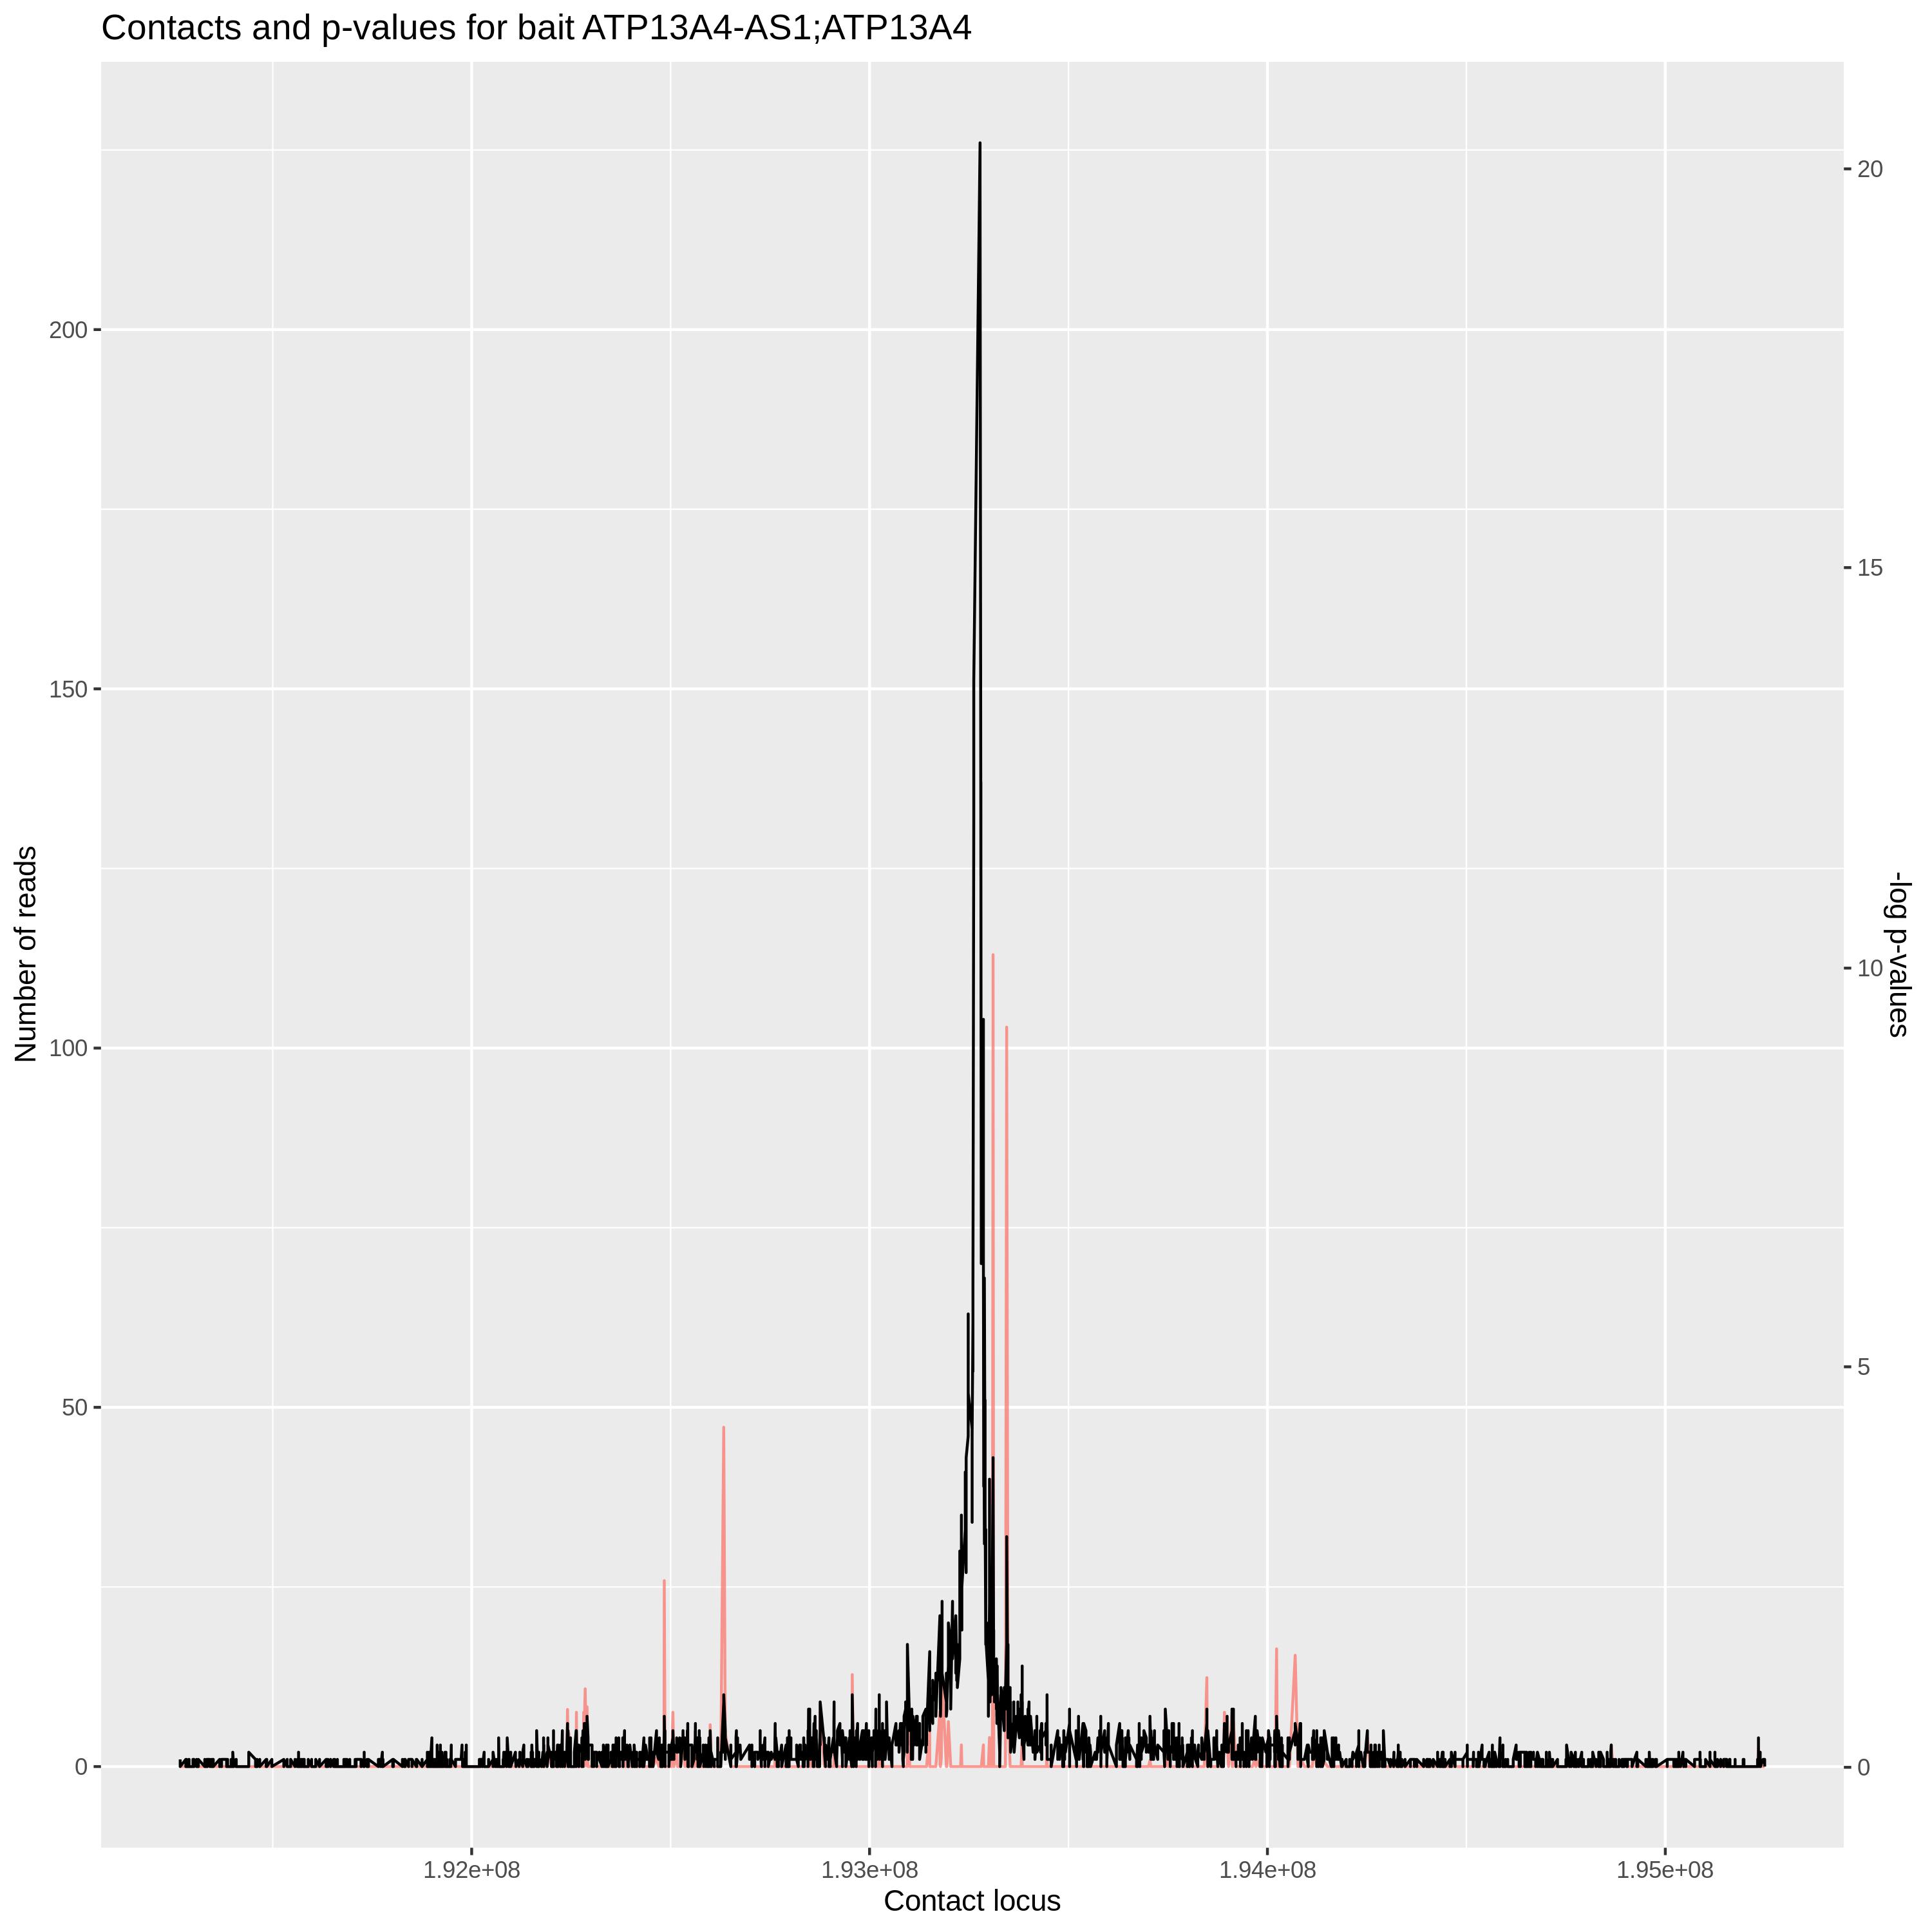 Contacts and p-values for bait ATP13A4-AS1;ATP13A4
200
150
100
50
0
Number of reads
20
15
10
5
0
-log p-values
1.92e+08 1.93e+08 1.94e+08 1.95e+08
Contact locus